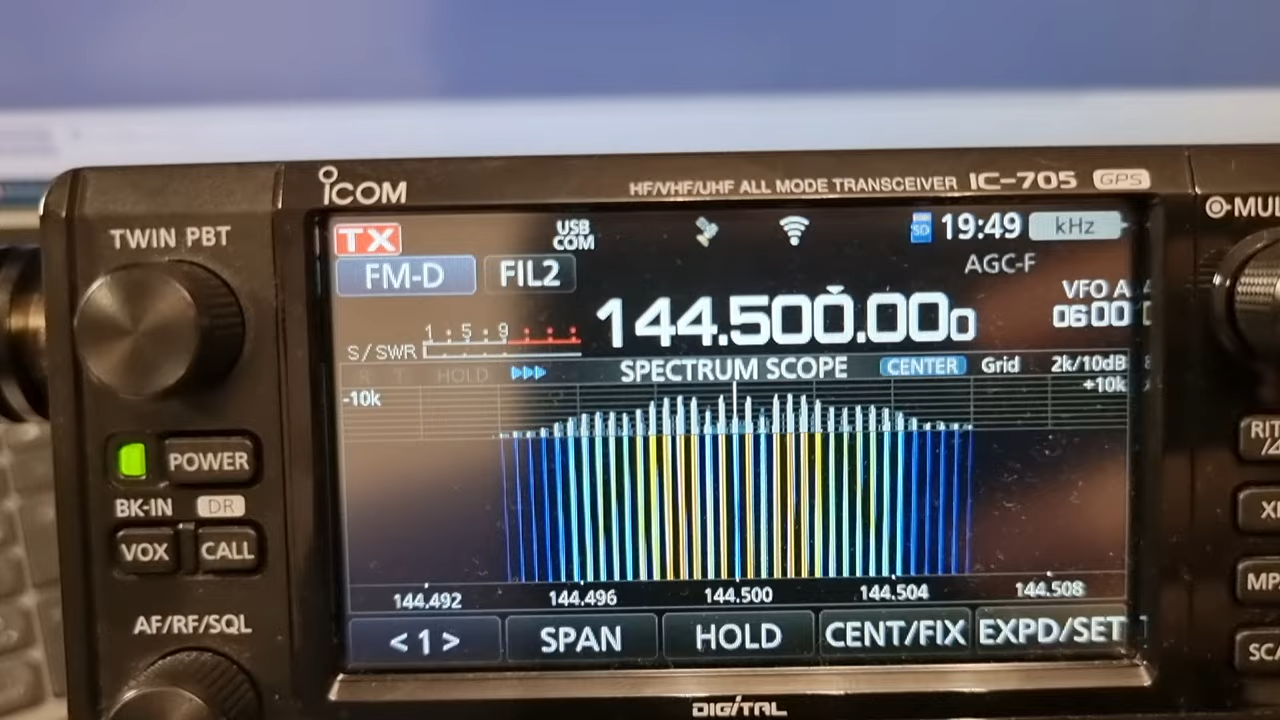 ICOM
HF/VHF/UHF ALL MODE TRANSCEIVER IC-705 GPS
TWIN PBT
TX
USB COM
SD 19:49 kHz
FM-D FIL2
AGC-F
144.500.000
VFO A
0600
1 : 5 : 9
S/SWR
HOLD
SPECTRUM SCOPE CENTER Grid 2k/10dB
-10k
+10k
144.492 144.496 144.500 144.504 144.508
<1> SPAN HOLD CENT/FIX EXPD/SET
POWER
BK-IN DR
VOX CALL
AF/RF/SQL
DIGITAL